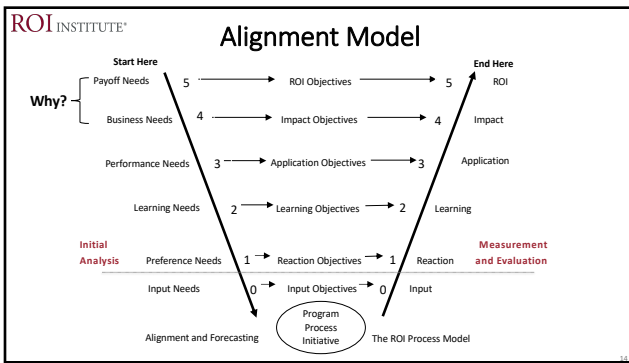 ROI INSTITUTE®
Alignment Model
Start Here
End Here
Payoff Needs 5 ROI Objectives 5 ROI
Why?
Business Needs 4 Impact Objectives 4 Impact
Performance Needs 3 Application Objectives 3 Application
Learning Needs 2 Learning Objectives 2 Learning
Initial
Analysis
Measurement
and Evaluation
Preference Needs 1 Reaction Objectives 1 Reaction
Input Needs 0 Input Objectives 0 Input
Program
Process
Initiative
Alignment and Forecasting
The ROI Process Model
14